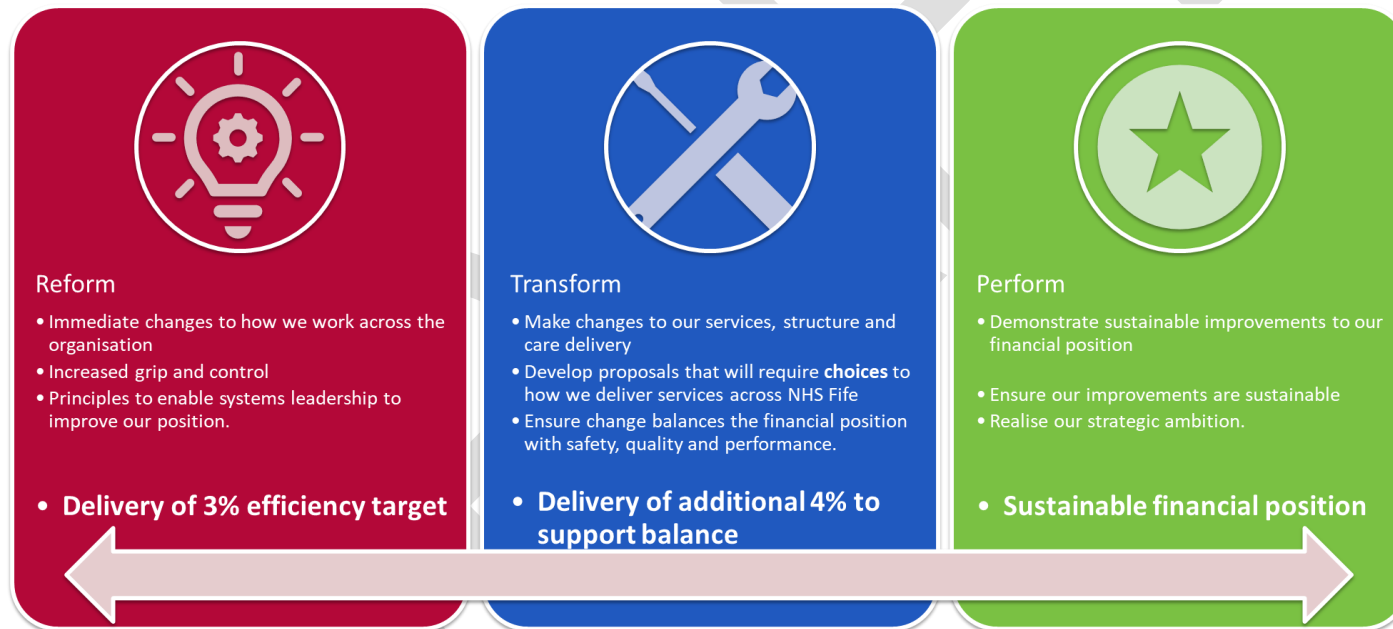 Reform
• Immediate changes to how we work across the
organisation
• Increased grip and control
• Principles to enable systems leadership to
improve our position.
• Delivery of 3% efficiency target
Transform
• Make changes to our services, structure and
care delivery
• Develop proposals that will require choices to
how we deliver services across NHS Fife
• Ensure change balances the financial position
with safety, quality and performance.
• Delivery of additional 4% to
support balance
Perform
• Demonstrate sustainable improvements to our
financial position
• Ensure our improvements are sustainable
• Realise our strategic ambition.
• Sustainable financial position